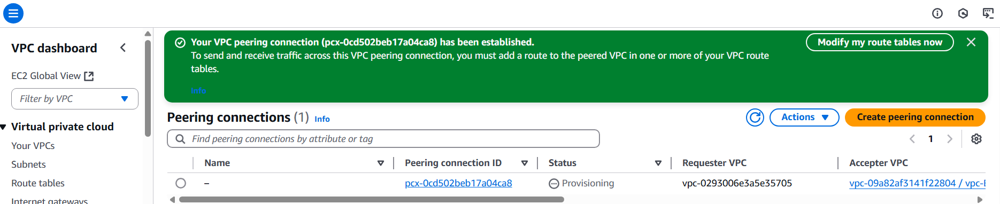 VPC dashboard
EC2 Global View
Filter by VPC
Virtual private cloud
Your VPCs
Subnets
Route tables
Internet gateways
Your VPC peering connection (pcx-0cd502beb17a04ca8) has been established.
To send and receive traffic across this VPC peering connection, you must add a route to the peered VPC in one or more of your VPC route
tables.
Info
Modify my route tables now
Peering connections (1) Info
Actions
Create peering connection
Find peering connections by attribute or tag
1
Name Peering connection ID Status Requester VPC Accepter VPC
– pcx-0cd502beb17a04ca8 Provisioning vpc-0293006e3a5e35705 vpc-09a82af3141f22804 / vpc-